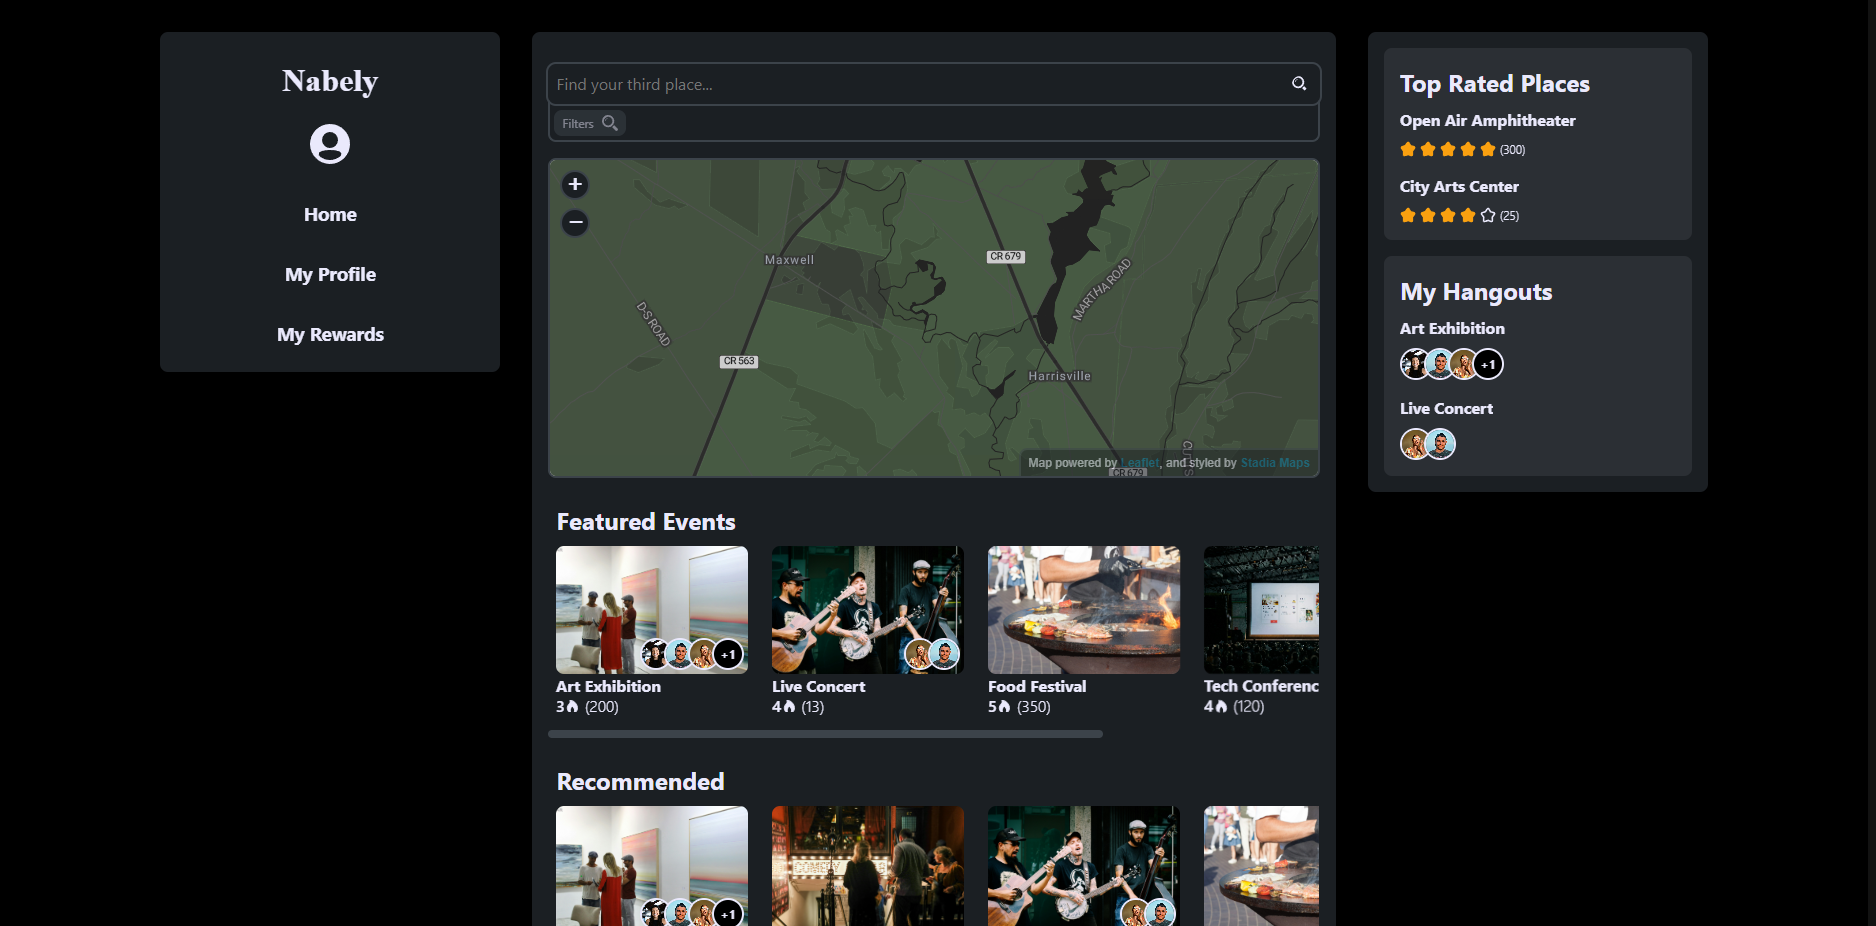 Nabely
Home
My Profile
My Rewards
Find your third place...
Filters
+
−
Maxwell
CR 679
MARTHA ROAD
D-S ROAD
CR 563
Harrisville
CR 679
Map powered by Leaflet, and styled by Stadia Maps
Featured Events
+1
Art Exhibition
3 (200)
Live Concert
4 (13)
Food Festival
5 (350)
Tech Conferenc
4 (120)
Recommended
+1
Top Rated Places
Open Air Amphitheater
(300)
City Arts Center
(25)
My Hangouts
Art Exhibition
+1
Live Concert